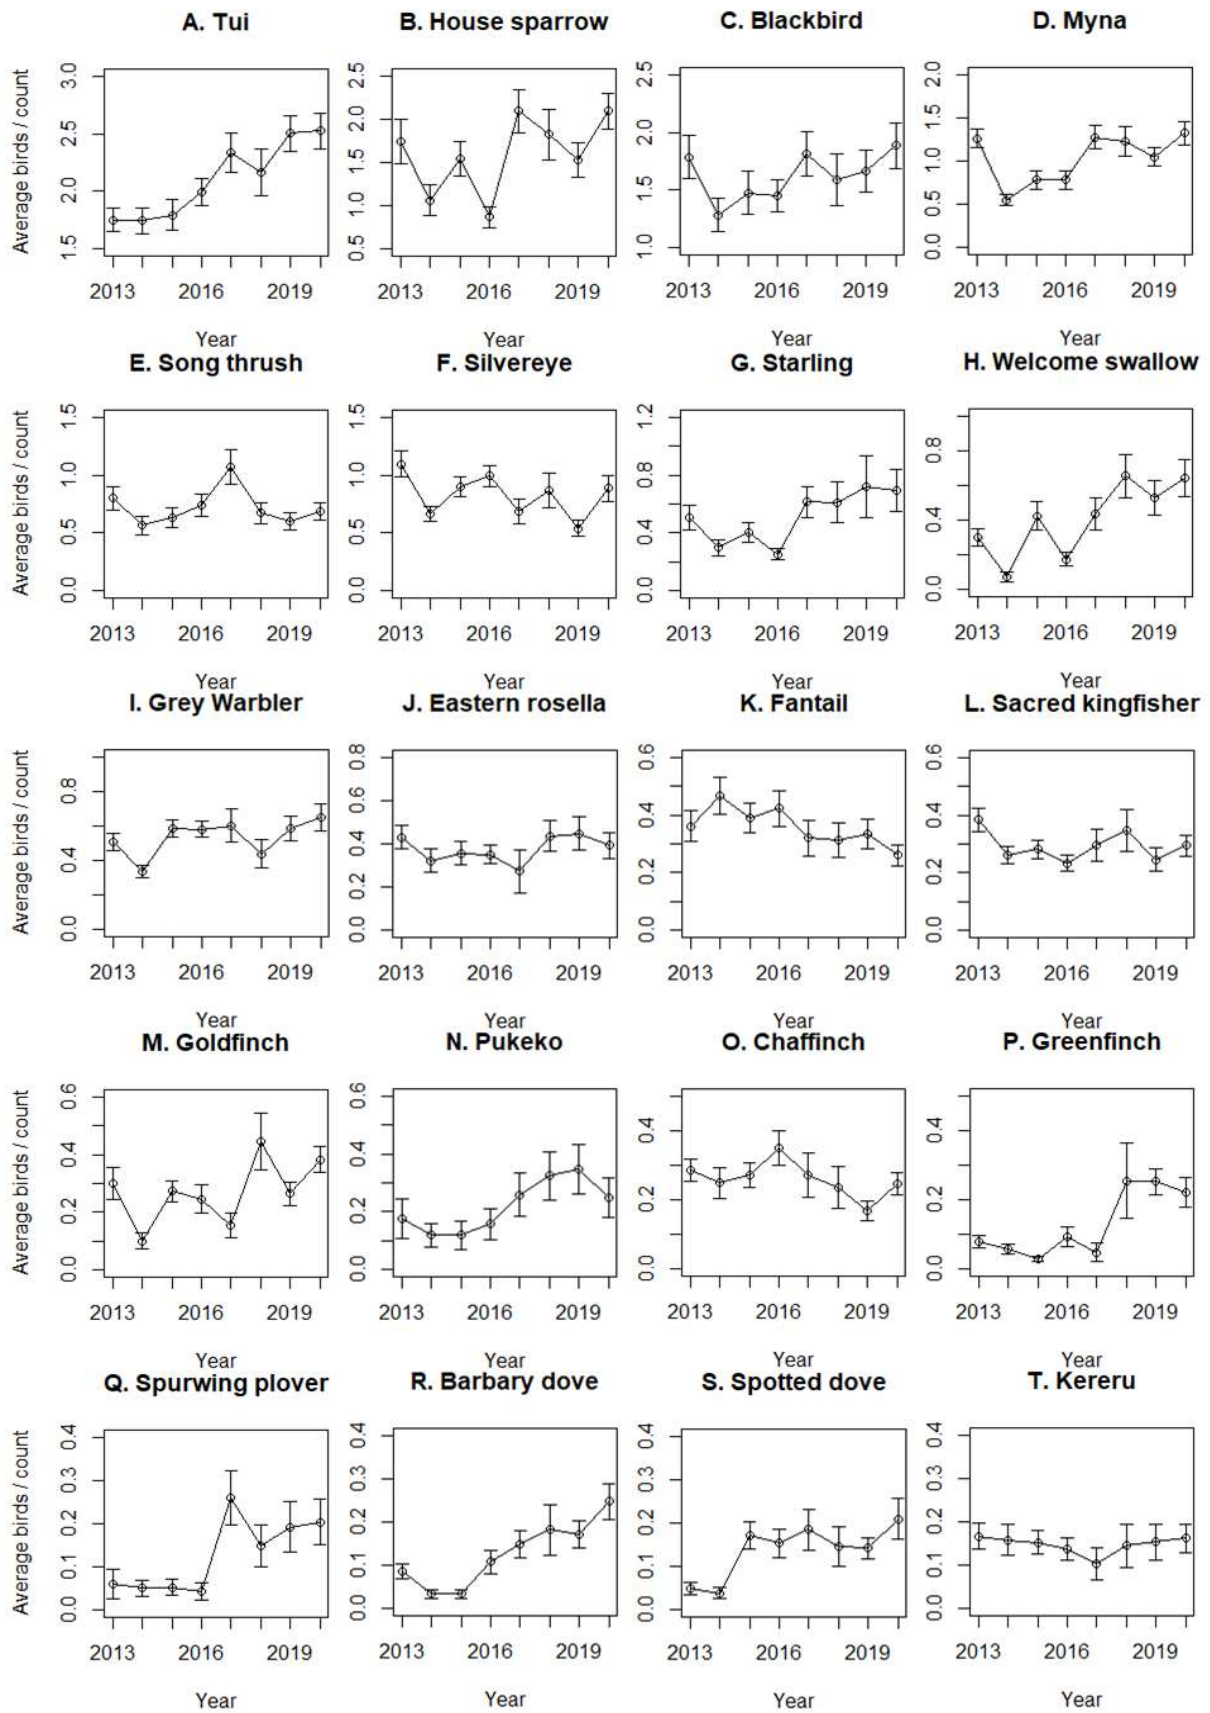 A. Tui
B. House sparrow
C. Blackbird
D. Myna
Average birds / count
1.5 2.0 2.5 3.0
0.5 1.0 1.5 2.0 2.5
1.0 1.5 2.0 2.5
0.0 0.5 1.0 1.5 2.0
2013 2016 2019
2013 2016 2019
2013 2016 2019
2013 2016 2019
Year
Year
Year
Year
E. Song thrush
F. Silvereye
G. Starling
H. Welcome swallow
Average birds / count
0.0 0.5 1.0 1.5
0.0 0.5 1.0 1.5
0.0 0.4 0.8 1.2
0.0 0.4 0.8
2013 2016 2019
2013 2016 2019
2013 2016 2019
2013 2016 2019
Year
Year
Year
Year
I. Grey Warbler
J. Eastern rosella
K. Fantail
L. Sacred kingfisher
Average birds / count
0.0 0.4 0.8
0.0 0.2 0.4 0.6 0.8
0.0 0.2 0.4 0.6
0.0 0.2 0.4 0.6
2013 2016 2019
2013 2016 2019
2013 2016 2019
2013 2016 2019
Year
Year
Year
Year
M. Goldfinch
N. Pukeko
O. Chaffinch
P. Greenfinch
Average birds / count
0.0 0.2 0.4 0.6
0.0 0.2 0.4 0.6
0.0 0.2 0.4
0.0 0.2 0.4
2013 2016 2019
2013 2016 2019
2013 2016 2019
2013 2016 2019
Year
Year
Year
Year
Q. Spurwing plover
R. Barbary dove
S. Spotted dove
T. Kereru
Average birds / count
0.0 0.1 0.2 0.3 0.4
0.0 0.1 0.2 0.3 0.4
0.0 0.1 0.2 0.3 0.4
0.0 0.1 0.2 0.3 0.4
2013 2016 2019
2013 2016 2019
2013 2016 2019
2013 2016 2019
Year
Year
Year
Year